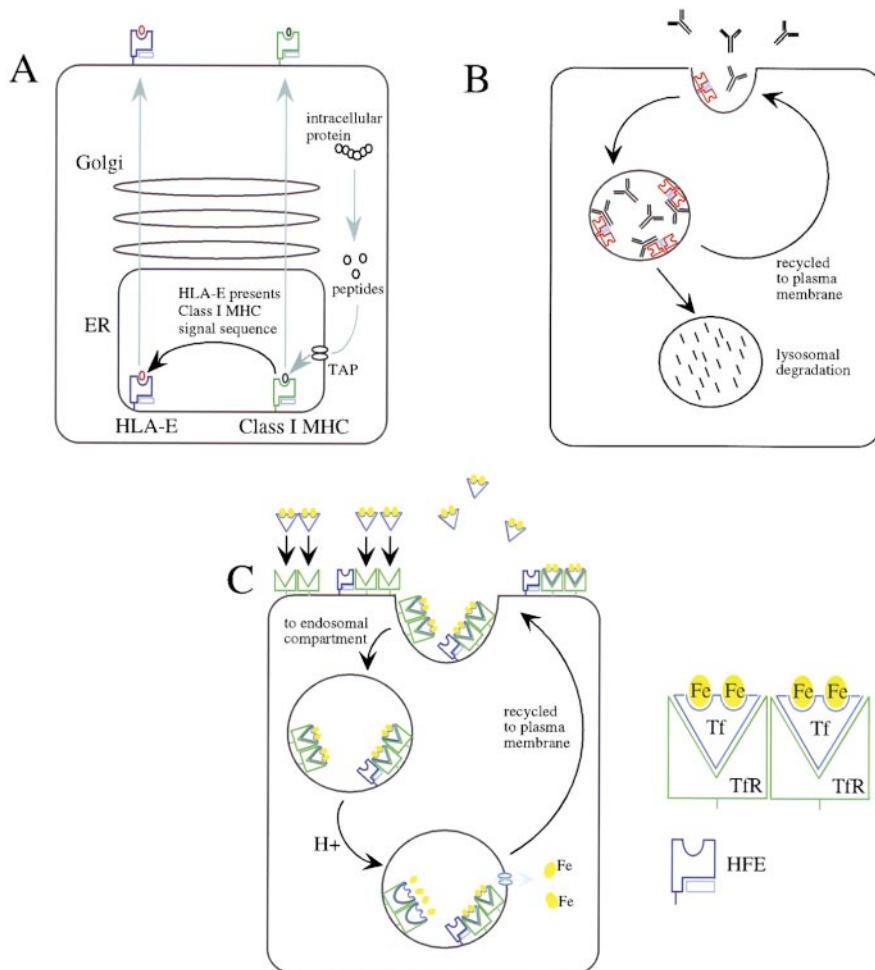 A
intracellular
protein
Golgi
peptides
HLA-E presents
Class I MHC
signal sequence
ER
TAP
HLA-E
Class I MHC
B
recycled
to plasma
membrane
lysosomal
degradation
C
to endosomal
compartment
recycled
to plasma
membrane
H+
Fe
Fe
Fe Fe
Fe Fe
Tf
Tf
TfR
TfR
HFE